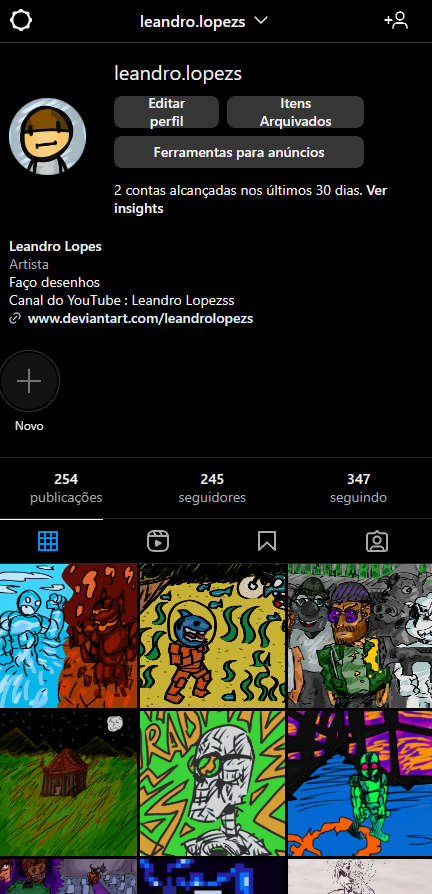 leandro.lopezs
leandro.lopezs
Editar
perfil
Itens
Arquivados
Ferramentas para anúncios
2 contas alcançadas nos últimos 30 dias. Ver
insights
Leandro Lopes
Artista
Faço desenhos
Canal do YouTube : Leandro Lopezss
www.deviantart.com/leandrolopezs
Novo
254
publicações
245
seguidores
347
seguindo